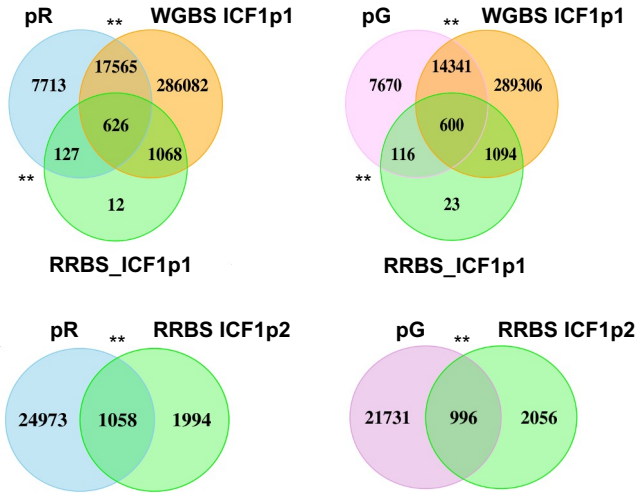 pR ** WGBS ICF1p1
17565
7713 286082
626
127 1068
**
12
RRBS_ICF1p1
pG ** WGBS ICF1p1
14341
7670 289306
600
116 1094
**
23
RRBS_ICF1p1
pR ** RRBS ICF1p2
24973 1058 1994
pG ** RRBS ICF1p2
21731 996 2056